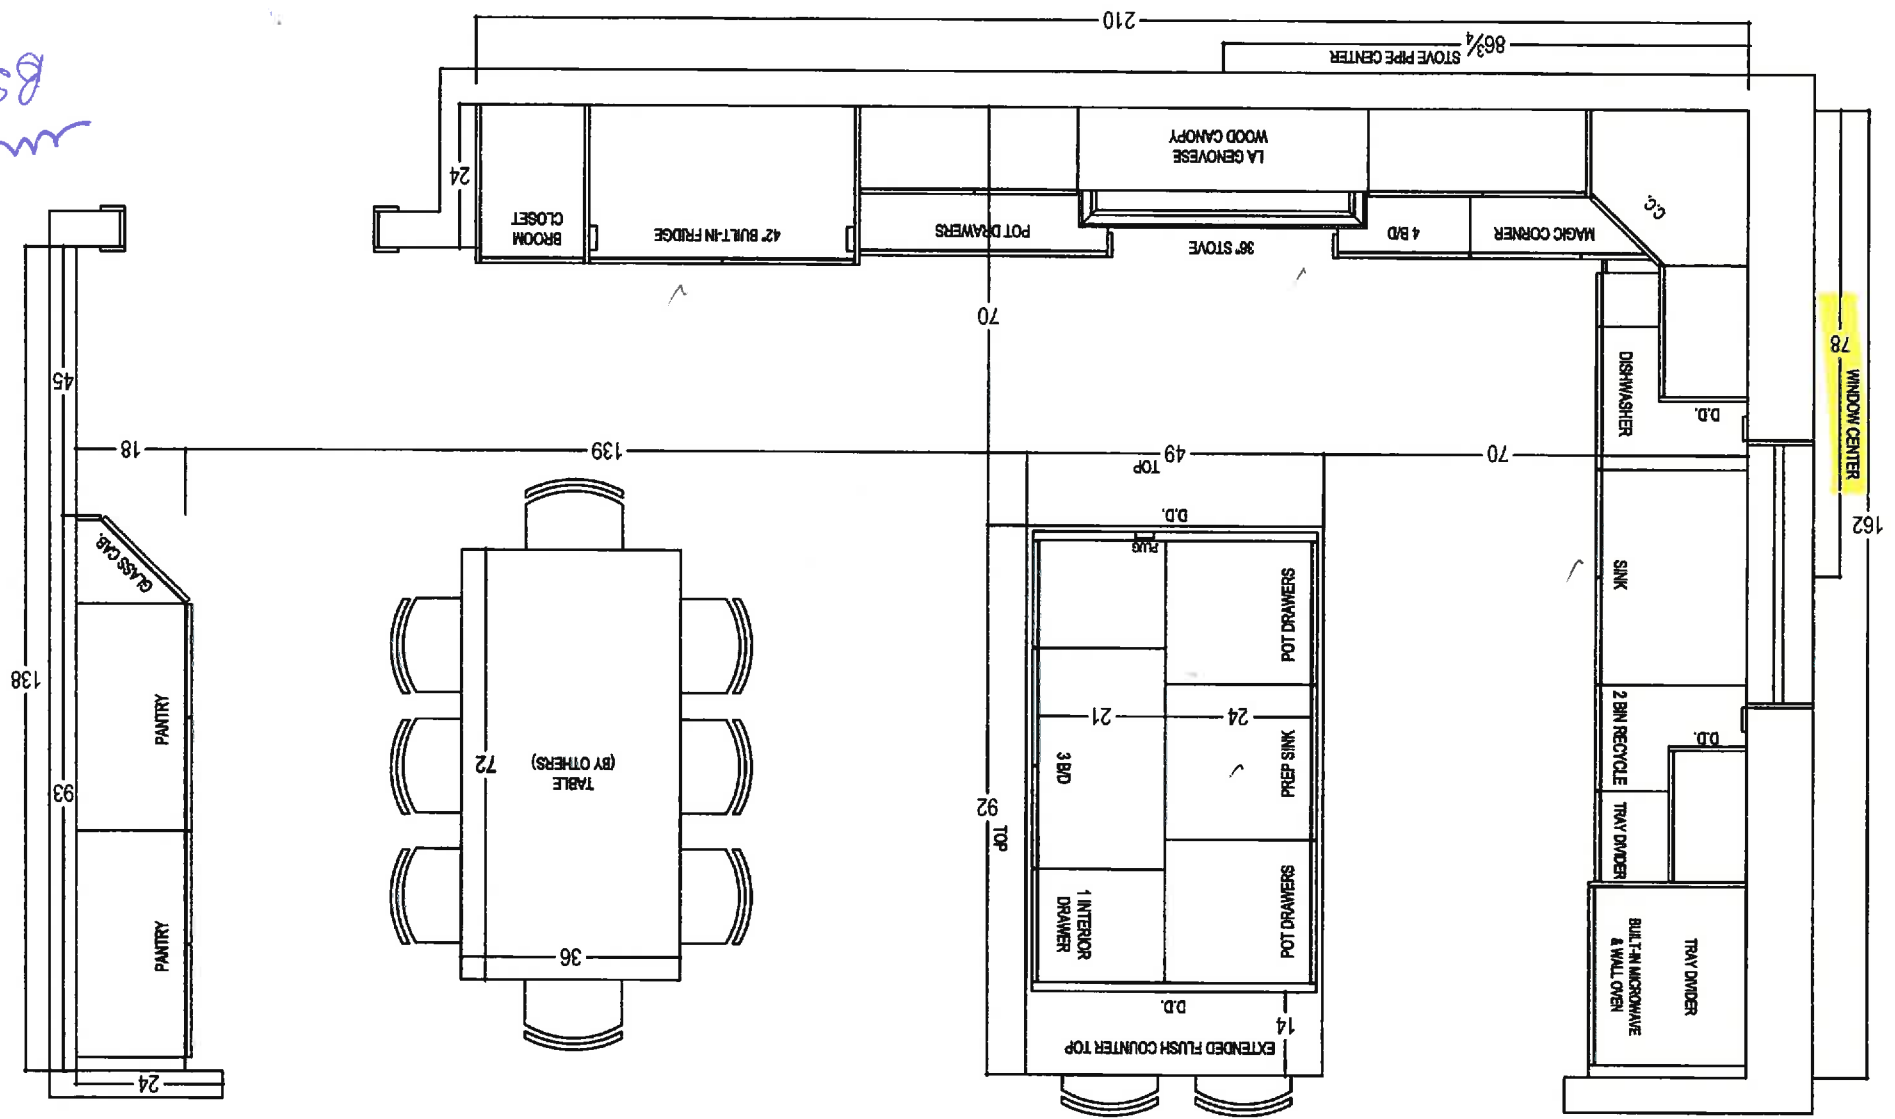 210
86¾
STOVE PIPE CENTER
24
BROOM
CLOSET
42" BUILT-IN FRIDGE
POT DRAWERS
LA GENOVESE
WOOD CANOPY
36" STOVE
4 B/D
MAGIC CORNER
C.C.
78
WINDOW CENTER
162
DISHWASHER
D.D.
SINK
2 BIN RECYCLE
D.D.
TRAY DIVIDER
TRAY DIVIDER
BUILT-IN MICROWAVE
& WALL OVEN
70
70
49
TOP
139
18
45
138
93
24
GLASS CAB.
PANTRY
PANTRY
TABLE
(BY OTHERS)
72
36
92
TOP
D.D.
PLUG
POT DRAWERS
21
24
3 B/D
PREP SINK
1 INTERIOR
DRAWER
POT DRAWERS
D.D.
14
EXTENDED FLUSH COUNTER TOP